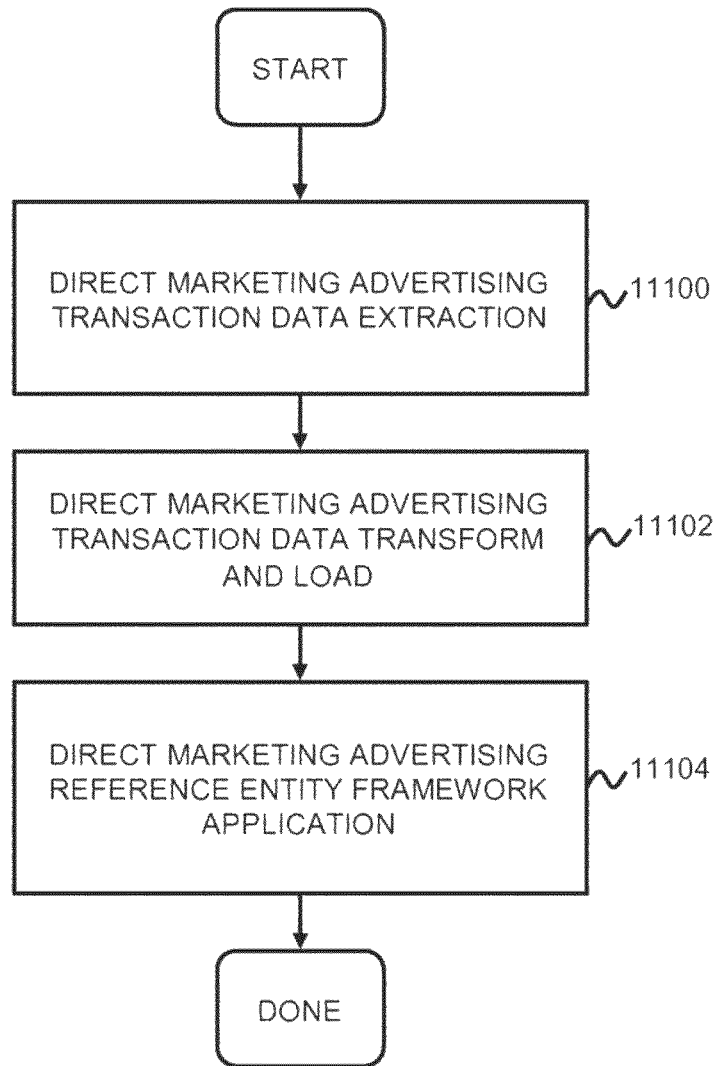 START
DIRECT MARKETING ADVERTISING
TRANSACTION DATA EXTRACTION
11100
DIRECT MARKETING ADVERTISING
TRANSACTION DATA TRANSFORM
AND LOAD
11102
DIRECT MARKETING ADVERTISING
REFERENCE ENTITY FRAMEWORK
APPLICATION
11104
DONE